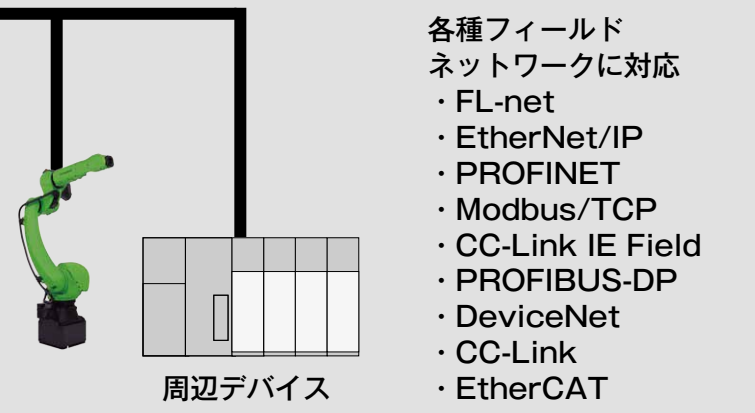 各種フィールド
ネットワークに対応
・FL-net
・EtherNet/IP
・PROFINET
・Modbus/TCP
・CC-Link IE Field
・PROFIBUS-DP
・DeviceNet
・CC-Link
・EtherCAT
周辺デバイス